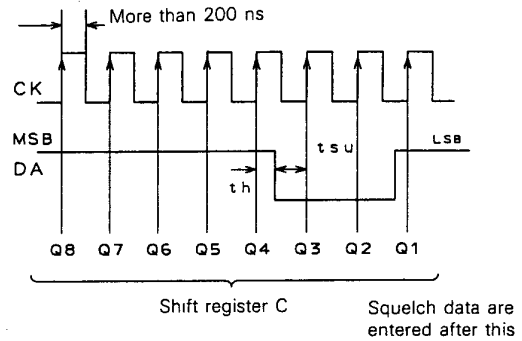 More than 200 ns
CK
MSB
LSB
DA
tsu
th
Q8 Q7 Q6 Q5 Q4 Q3 Q2 Q1
Shift register C
Squelch data are
entered after this